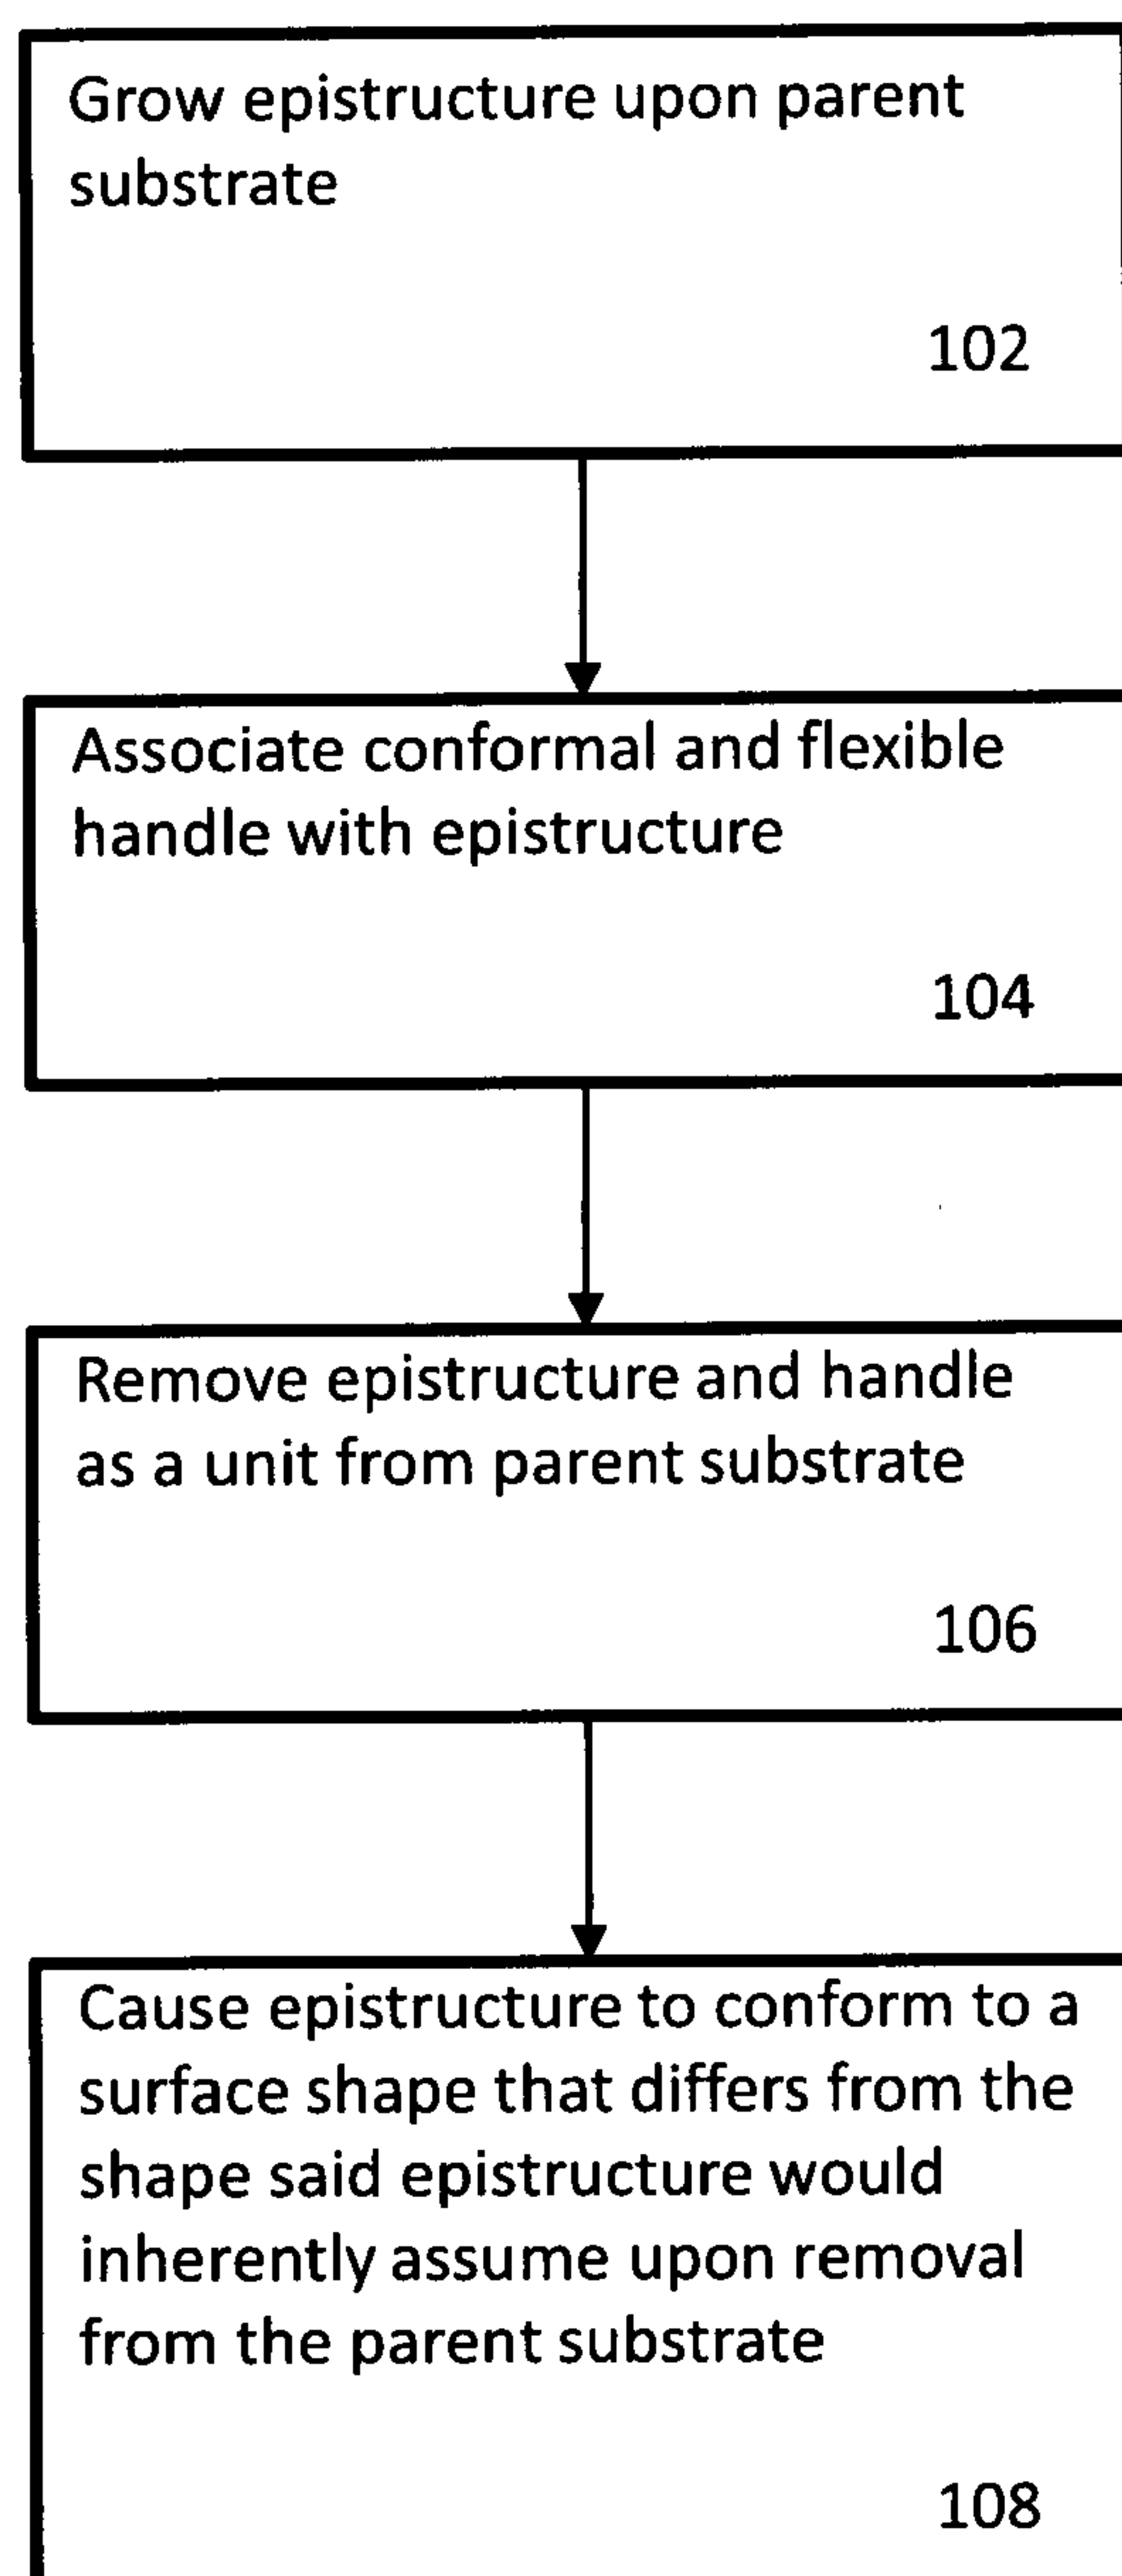 Grow epistructure upon parent
substrate
102
Associate conformal and flexible
handle with epistructure
104
Remove epistructure and handle
as a unit from parent substrate
106
Cause epistructure to conform to a
surface shape that differs from the
shape said epistructure would
inherently assume upon removal
from the parent substrate
108